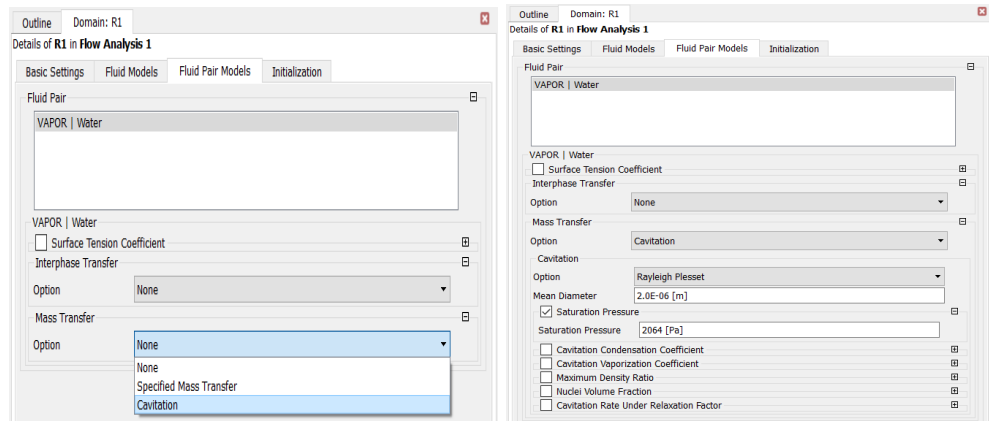 Outline Domain: R1
Details of R1 in Flow Analysis 1
Basic Settings Fluid Models Fluid Pair Models Initialization
Fluid Pair
VAPOR | Water
VAPOR | Water
Surface Tension Coefficient
Interphase Transfer
Option None
Mass Transfer
Option None
None
Specified Mass Transfer
Cavitation
Outline Domain: R1
Details of R1 in Flow Analysis 1
Basic Settings Fluid Models Fluid Pair Models Initialization
Fluid Pair
VAPOR | Water
VAPOR | Water
Surface Tension Coefficient
Interphase Transfer
Option None
Mass Transfer
Option Cavitation
Cavitation
Option Rayleigh Plesset
Mean Diameter 2.0E-06 [m]
Saturation Pressure
Saturation Pressure 2064 [Pa]
Cavitation Condensation Coefficient
Cavitation Vaporization Coefficient
Maximum Density Ratio
Nuclei Volume Fraction
Cavitation Rate Under Relaxation Factor